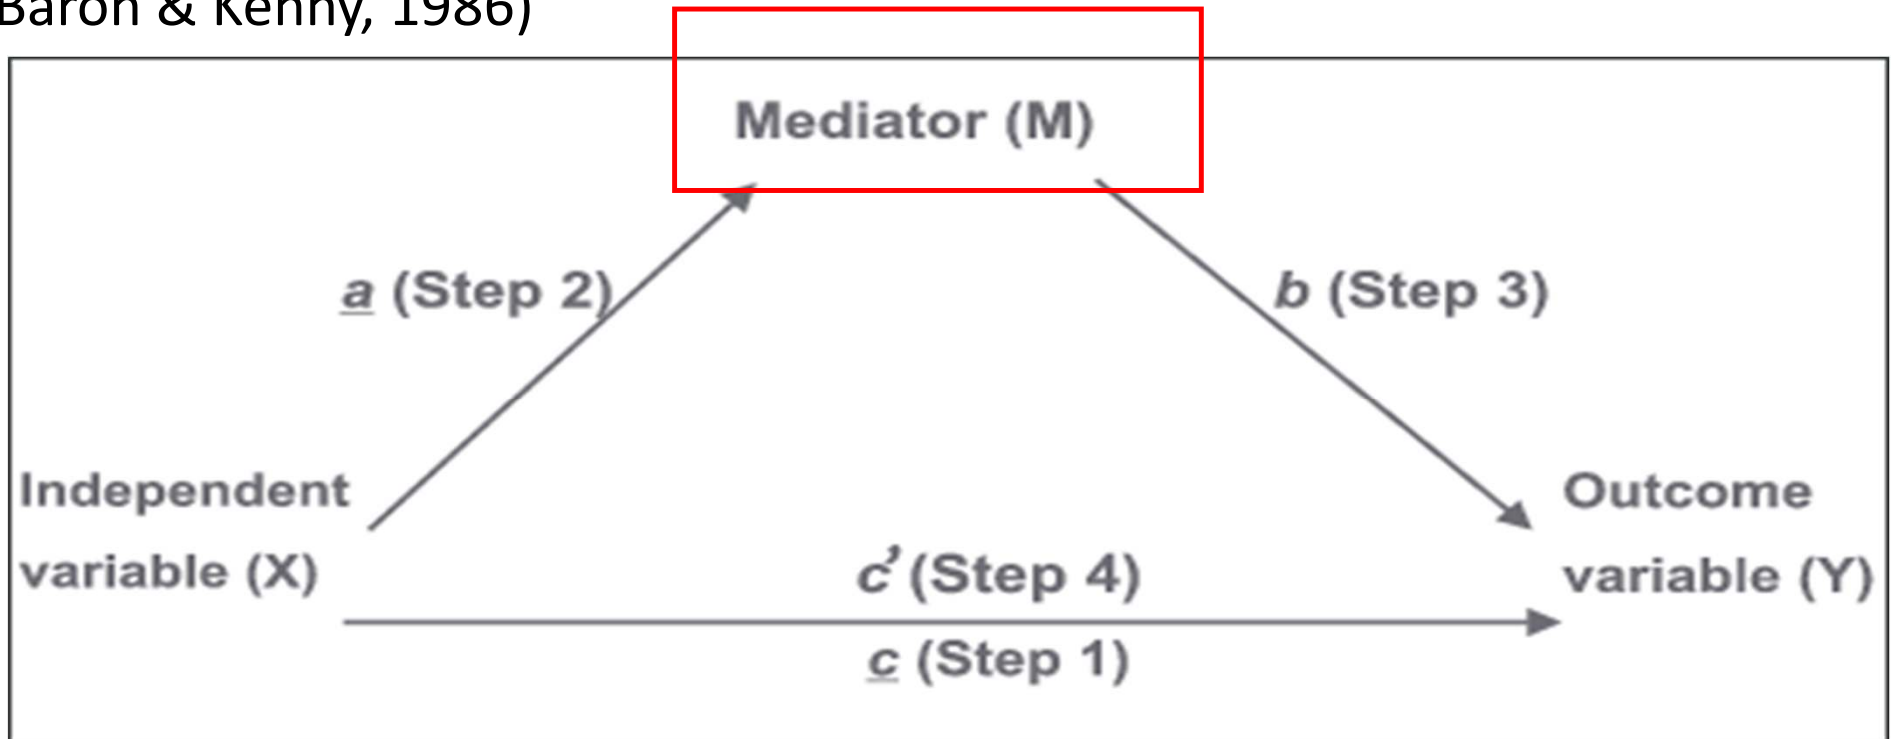 Baron & Kenny, 1986)
Mediator (M)
a (Step 2)
b (Step 3)
Independent
variable (X)
Outcome
variable (Y)
c’ (Step 4)
c (Step 1)